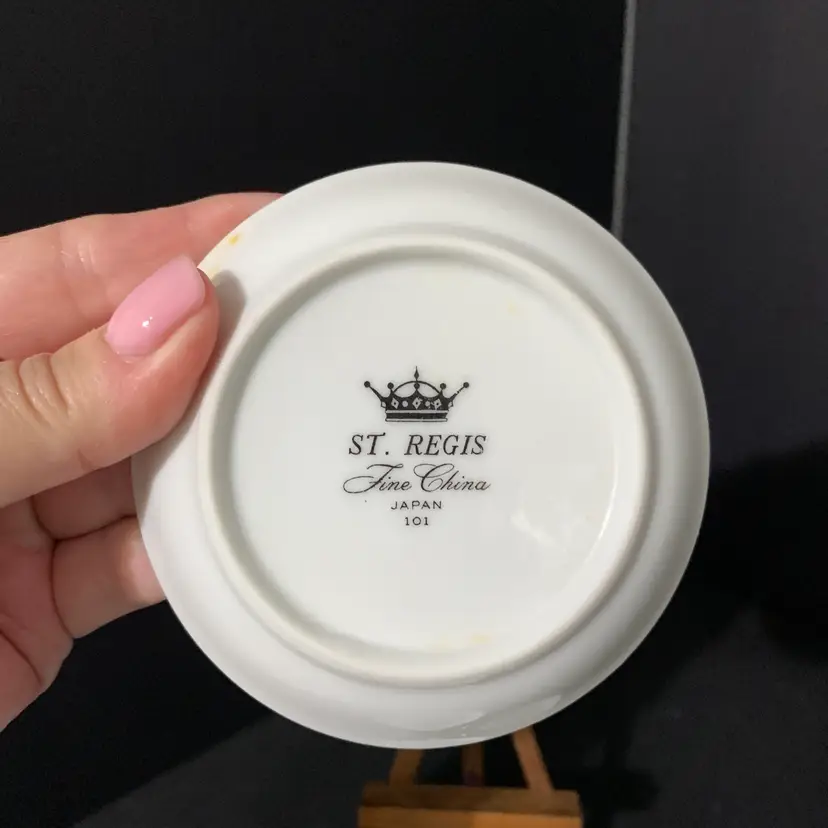 ST. REGIS
Fine China
JAPAN
101